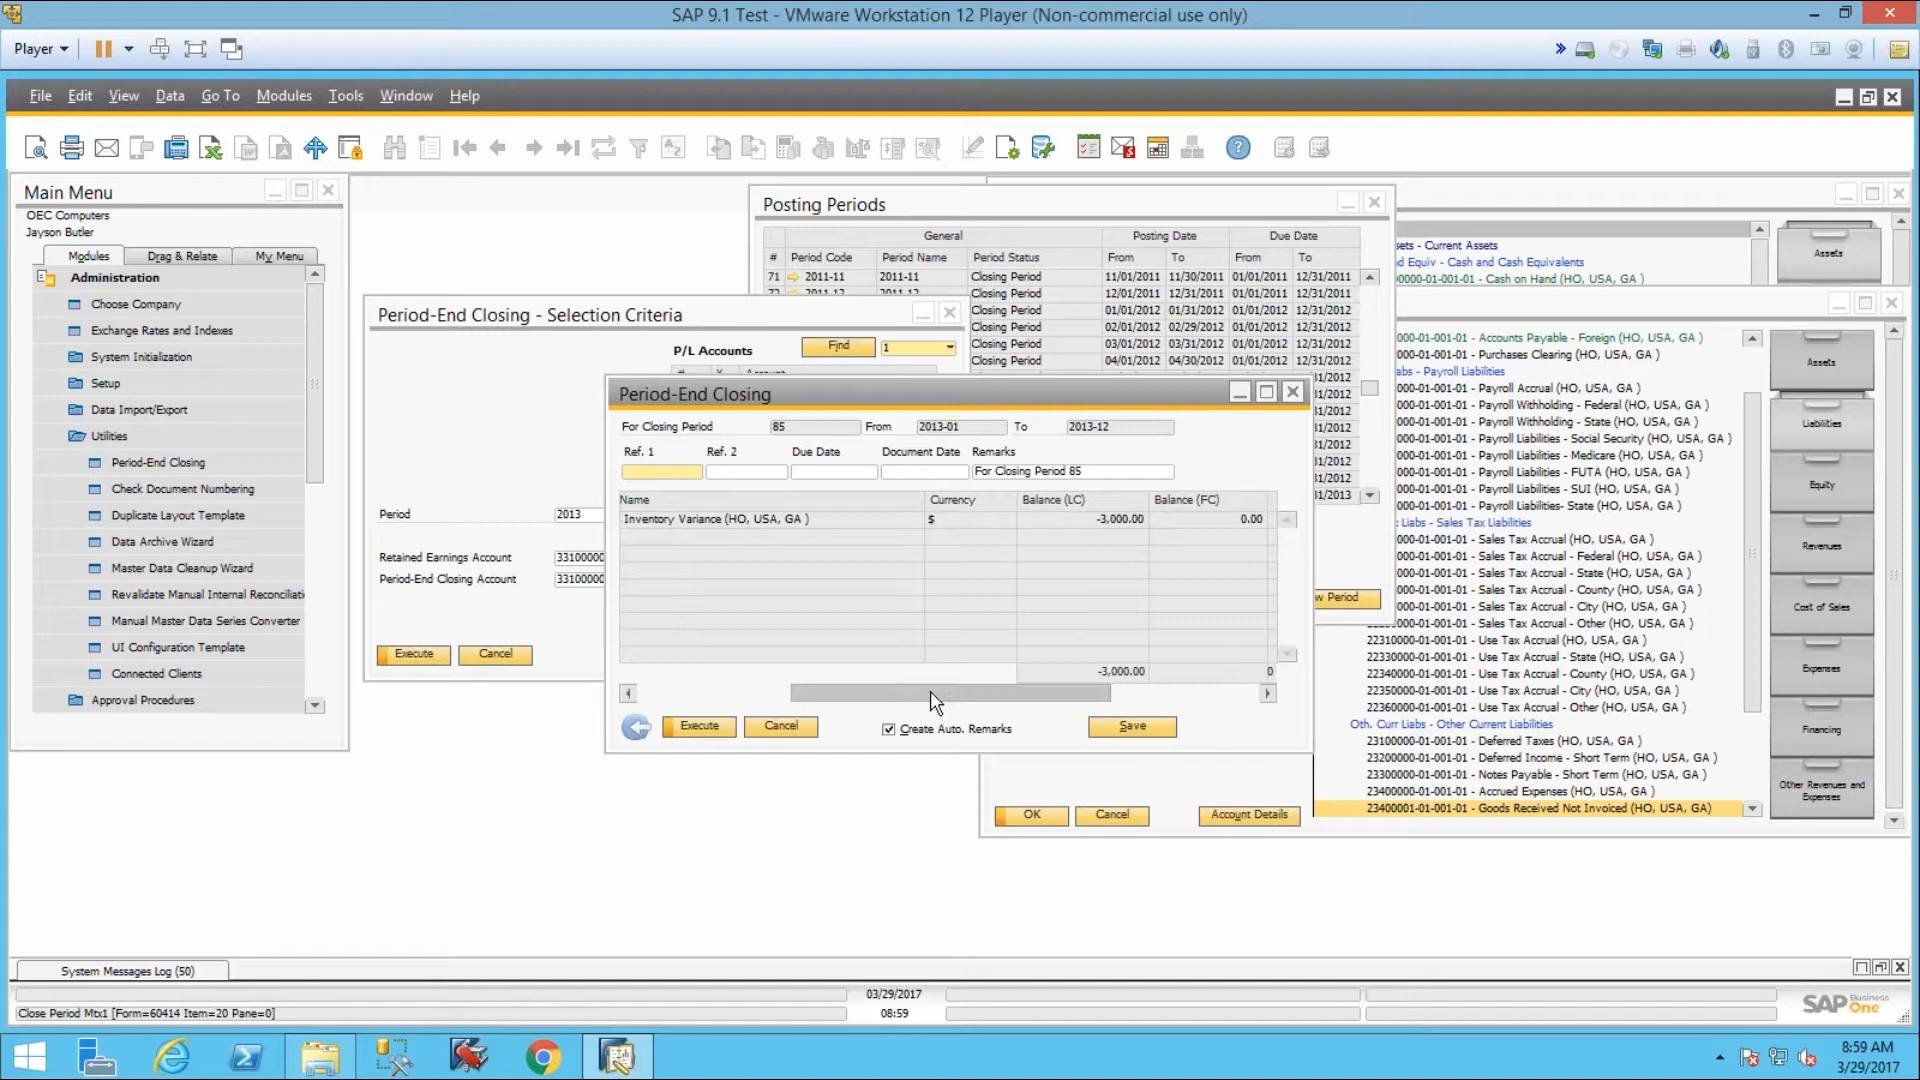 SAP 9.1 Test - VMware Workstation 12 Player (Non-commercial use only)
Player
File Edit View Data Go To Modules Tools Window Help
Main Menu
OEC Computers
Jayson Butler
Modules Drag & Relate My Menu
Administration
Choose Company
Exchange Rates and Indexes
System Initialization
Setup
Data Import/Export
Utilities
Period-End Closing
Check Document Numbering
Duplicate Layout Template
Data Archive Wizard
Master Data Cleanup Wizard
Revalidate Manual Internal Reconciliati
Manual Master Data Series Converter
UI Configuration Template
Connected Clients
Approval Procedures
Period-End Closing - Selection Criteria
P/L Accounts Find 1
Period 2013
Retained Earnings Account 33100000
Period-End Closing Account 33100000
Execute Cancel
Posting Periods
General Posting Date Due Date
# Period Code Period Name Period Status From To From To
71 2011-11 2011-11 Closing Period 11/01/2011 11/30/2011 01/01/2011 12/31/2011
Closing Period 12/01/2011 12/31/2011 01/01/2011 12/31/2011
Closing Period 01/01/2012 01/31/2012 01/01/2012 12/31/2012
Closing Period 02/01/2012 02/29/2012 01/01/2012 12/31/2012
Closing Period 03/01/2012 03/31/2012 01/01/2012 12/31/2012
Closing Period 04/01/2012 04/30/2012 01/01/2012 12/31/2012
31/2012
31/2012
31/2012
31/2012
31/2012
31/2012
31/2012
31/2013
w Period
Period-End Closing
For Closing Period 85 From 2013-01 To 2013-12
Ref. 1 Ref. 2 Due Date Document Date Remarks
For Closing Period 85
Name Currency Balance (LC) Balance (FC)
Inventory Variance (HO, USA, GA ) $ -3,000.00 0.00
-3,000.00 0
Execute Cancel Create Auto. Remarks Save
OK Cancel Account Details
sets - Current Assets
d Equiv - Cash and Cash Equivalents
0000-01-001-01 - Cash on Hand (HO, USA, GA )
Assets
000-01-001-01 - Accounts Payable - Foreign (HO, USA, GA )
000-01-001-01 - Purchases Clearing (HO, USA, GA )
abs - Payroll Liabilities
000-01-001-01 - Payroll Accrual (HO, USA, GA )
000-01-001-01 - Payroll Withholding - Federal (HO, USA, GA )
000-01-001-01 - Payroll Withholding - State (HO, USA, GA )
000-01-001-01 - Payroll Liabilities - Social Security (HO, USA, GA )
000-01-001-01 - Payroll Liabilities - Medicare (HO, USA, GA )
000-01-001-01 - Payroll Liabilities - FUTA (HO, USA, GA )
000-01-001-01 - Payroll Liabilities - SUI (HO, USA, GA )
000-01-001-01 - Payroll Liabilities- State (HO, USA, GA )
Liabs - Sales Tax Liabilities
000-01-001-01 - Sales Tax Accrual (HO, USA, GA )
000-01-001-01 - Sales Tax Accrual - Federal (HO, USA, GA )
000-01-001-01 - Sales Tax Accrual - State (HO, USA, GA )
000-01-001-01 - Sales Tax Accrual - County (HO, USA, GA )
000-01-001-01 - Sales Tax Accrual - City (HO, USA, GA )
000-01-001-01 - Sales Tax Accrual - Other (HO, USA, GA )
22310000-01-001-01 - Use Tax Accrual (HO, USA, GA )
22330000-01-001-01 - Use Tax Accrual - State (HO, USA, GA )
22340000-01-001-01 - Use Tax Accrual - County (HO, USA, GA )
22350000-01-001-01 - Use Tax Accrual - City (HO, USA, GA )
22360000-01-001-01 - Use Tax Accrual - Other (HO, USA, GA )
Oth. Curr Liabs - Other Current Liabilities
23100000-01-001-01 - Deferred Taxes (HO, USA, GA )
23200000-01-001-01 - Deferred Income - Short Term (HO, USA, GA )
23300000-01-001-01 - Notes Payable - Short Term (HO, USA, GA )
23400000-01-001-01 - Accrued Expenses (HO, USA, GA )
23400001-01-001-01 - Goods Received Not Invoiced (HO, USA, GA)
Assets
Liabilities
Equity
Revenues
Cost of Sales
Expenses
Financing
Other Revenues and
Expenses
System Messages Log (50)
03/29/2017
Close Period Mtx1 [Form=60414 Item=20 Pane=0] 08:59
SAP Business One
8:59 AM
3/29/2017